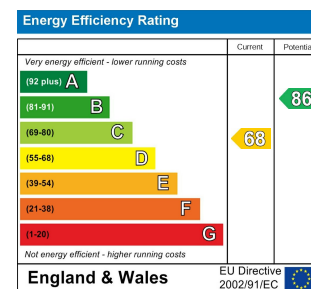 Energy Efficiency Rating
Current Potentia
Very energy efficient - lower running costs
(92 plus) A
(81-91) B
(69-80) C
(55-68) D
(39-54) E
(21-38) F
(1-20) G
68
86
Not energy efficient - higher running costs
England & Wales
EU Directive
2002/91/EC